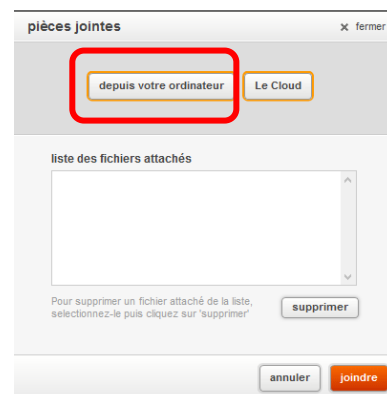 pièces jointes
x fermer
depuis votre ordinateur
Le Cloud
liste des fichiers attachés
Pour supprimer un fichier attaché de la liste,
selectionnez-le puis cliquez sur 'supprimer'
supprimer
annuler
joindre